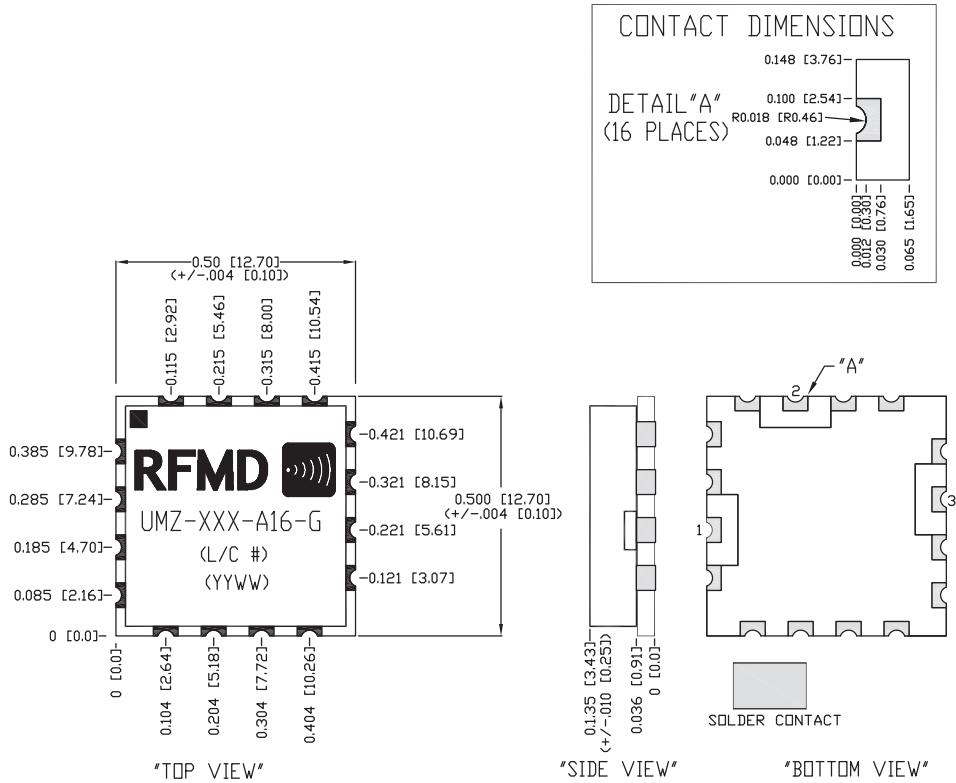 CONTACT DIMENSIONS
0.148 [3.76]
DETAIL"A"
(16 PLACES)
0.100 [2.54]
R0.018 [R0.46]
0.048 [1.22]
0.000 [0.00]
0.000 [0.00]
0.012 [0.30]
0.030 [0.76]
0.065 [1.65]
0.50 [12.70]
(+/-.004 [0.10])
0.115 [2.92]
0.215 [5.46]
0.315 [8.00]
0.415 [10.54]
0.385 [9.78]
0.285 [7.24]
0.185 [4.70]
0.085 [2.16]
0 [0.0]
RFMD
UMZ-XXX-A16-G
(L/C #)
(YYWW)
0.421 [10.69]
0.321 [8.15]
0.221 [5.61]
0.121 [3.07]
0.500 [12.70]
(+/-.004 [0.10])
0 [0.0]
0.104 [2.64]
0.204 [5.18]
0.304 [7.72]
0.404 [10.26]
"TOP VIEW"
0.1.35 [3.43]
(+/-.010 [0.25])
0.036 [0.91]
0 [0.0]
"SIDE VIEW"
"A"
2
1
3
SOLDER CONTACT
"BOTTOM VIEW"